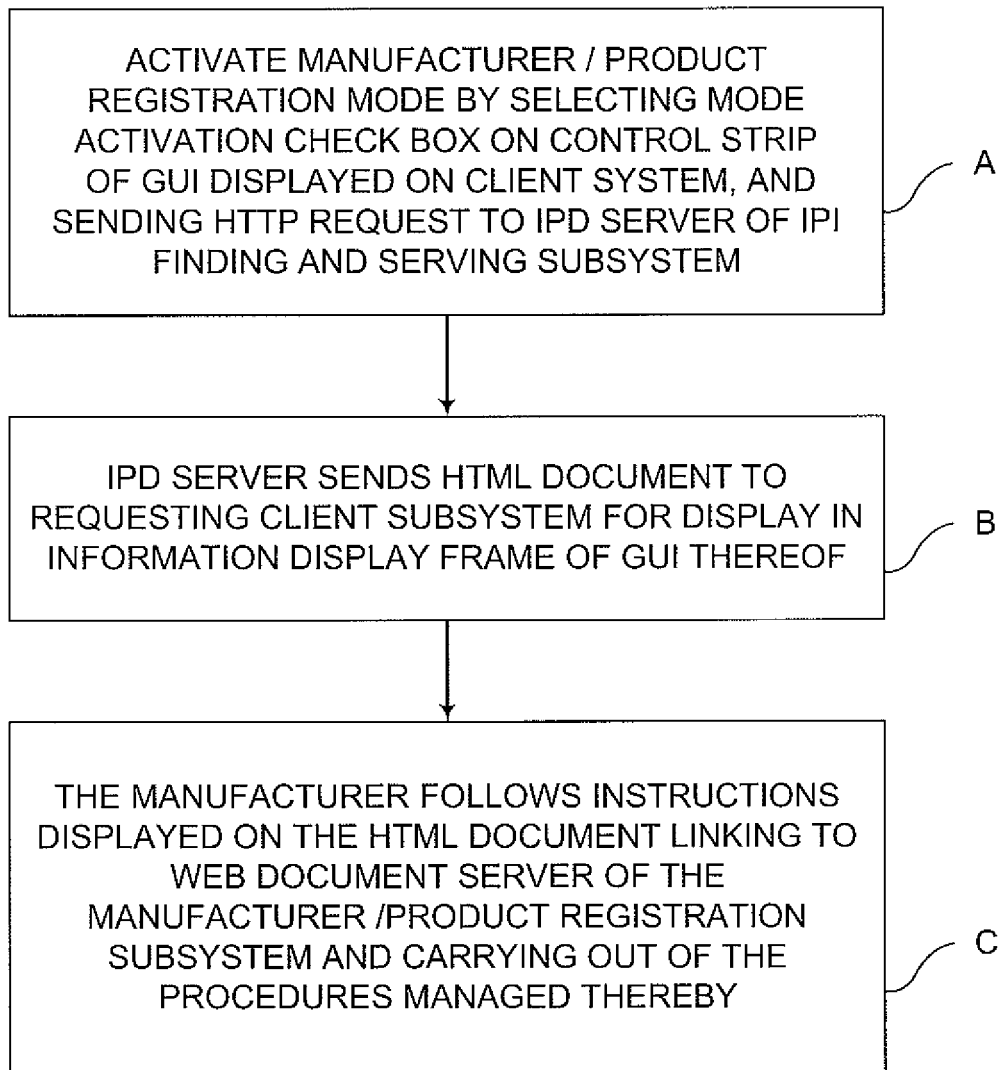 ACTIVATE MANUFACTURER / PRODUCT
REGISTRATION MODE BY SELECTING MODE
ACTIVATION CHECK BOX ON CONTROL STRIP
OF GUI DISPLAYED ON CLIENT SYSTEM, AND
SENDING HTTP REQUEST TO IPD SERVER OF IPI
FINDING AND SERVING SUBSYSTEM
A
IPD SERVER SENDS HTML DOCUMENT TO
REQUESTING CLIENT SUBSYSTEM FOR DISPLAY IN
INFORMATION DISPLAY FRAME OF GUI THEREOF
B
THE MANUFACTURER FOLLOWS INSTRUCTIONS
DISPLAYED ON THE HTML DOCUMENT LINKING TO
WEB DOCUMENT SERVER OF THE
MANUFACTURER /PRODUCT REGISTRATION
SUBSYSTEM AND CARRYING OUT OF THE
PROCEDURES MANAGED THEREBY
C